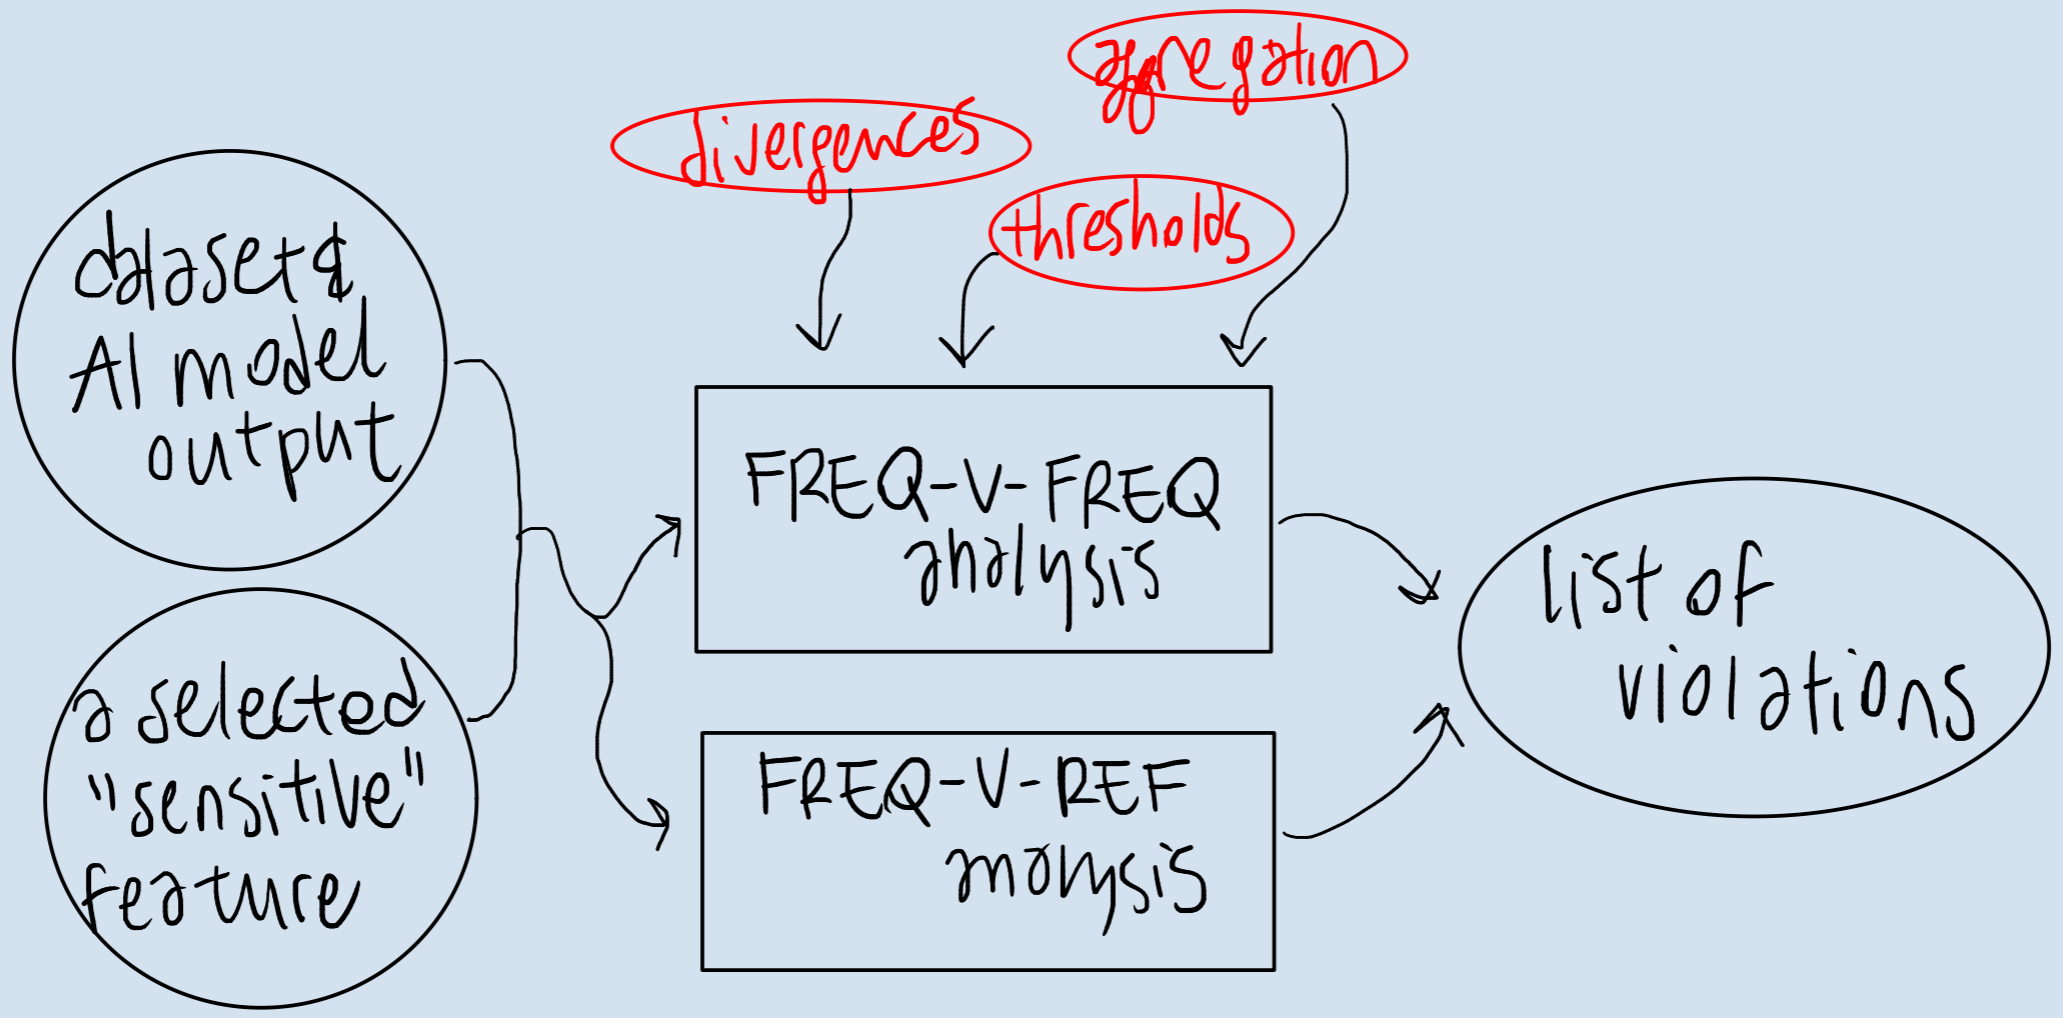 aggregation
divergences
thresholds
dataset &
AI model
output
FREQ-V-FREQ
analysis
list of
violations
a selected
"sensitive"
feature
FREQ-V-REF
analysis